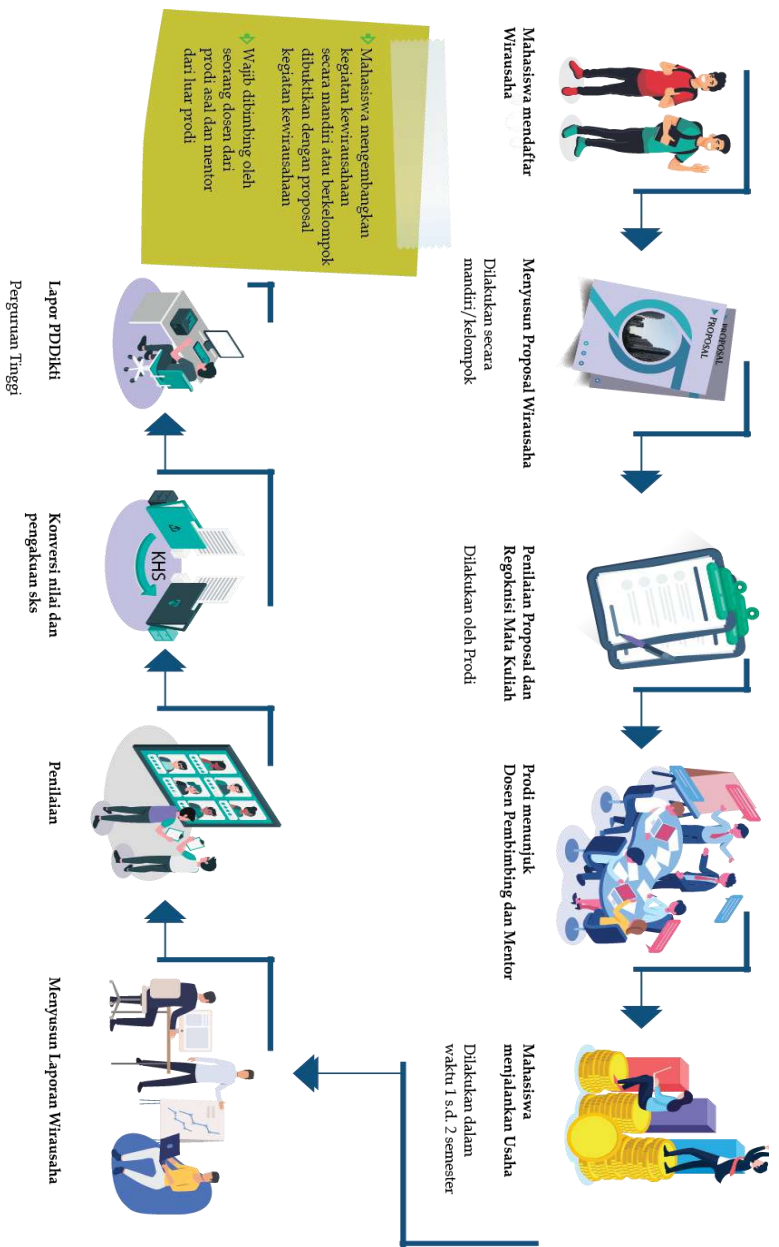 Mahasiswa mendaftar
Wirausaha
Menyusun Proposal Wirausaha
Dilakukan secara
mandiri/kelompok
PROPOSAL
PROPOSAL
Penilaian Proposal dan
Regoknisi Mata Kuliah
Dilakukan oleh Prodi
Prodi menunjuk
Dosen Pembimbing dan Mentor
Mahasiswa
menjalankan Usaha
Dilakukan dalam
waktu 1 s.d. 2 semester
Menyusun Laporan Wirausaha
Penilaian
KHS
Konversi nilai dan
pengakuan sks
Lapor PDDikti
Perguruan Tinggi
Mahasiswa mengembangkan
kegiatan kewirausahaan
secara mandiri atau berkelompok
dibuktikan dengan proposal
kegiatan kewirausahaan
Wajib dibimbing oleh
seorang dosen dari
prodi asal dan mentor
dari luar prodi